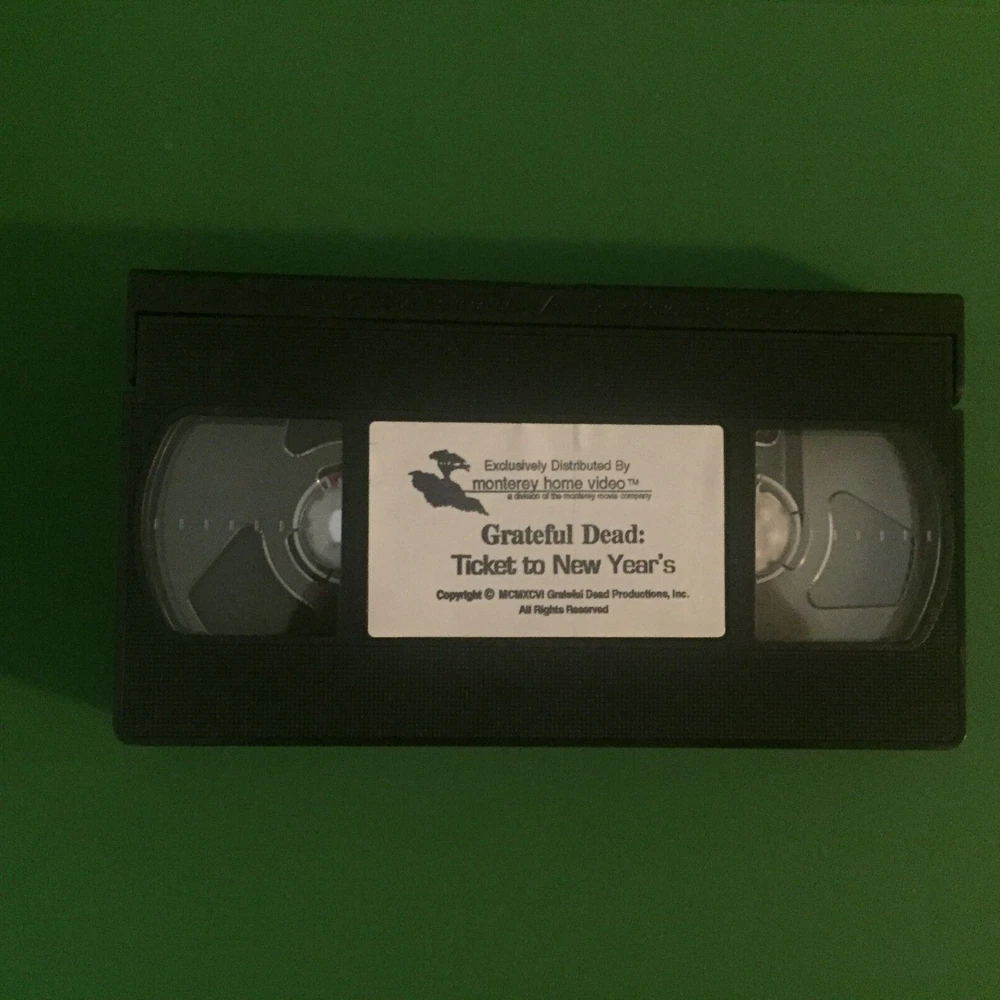 Exclusively Distributed By
monterey home video™
a division of the monterey movie company
Grateful Dead:
Ticket to New Year's
Copyright © MCMXCVI Grateful Dead Productions, Inc.
All Rights Reserved